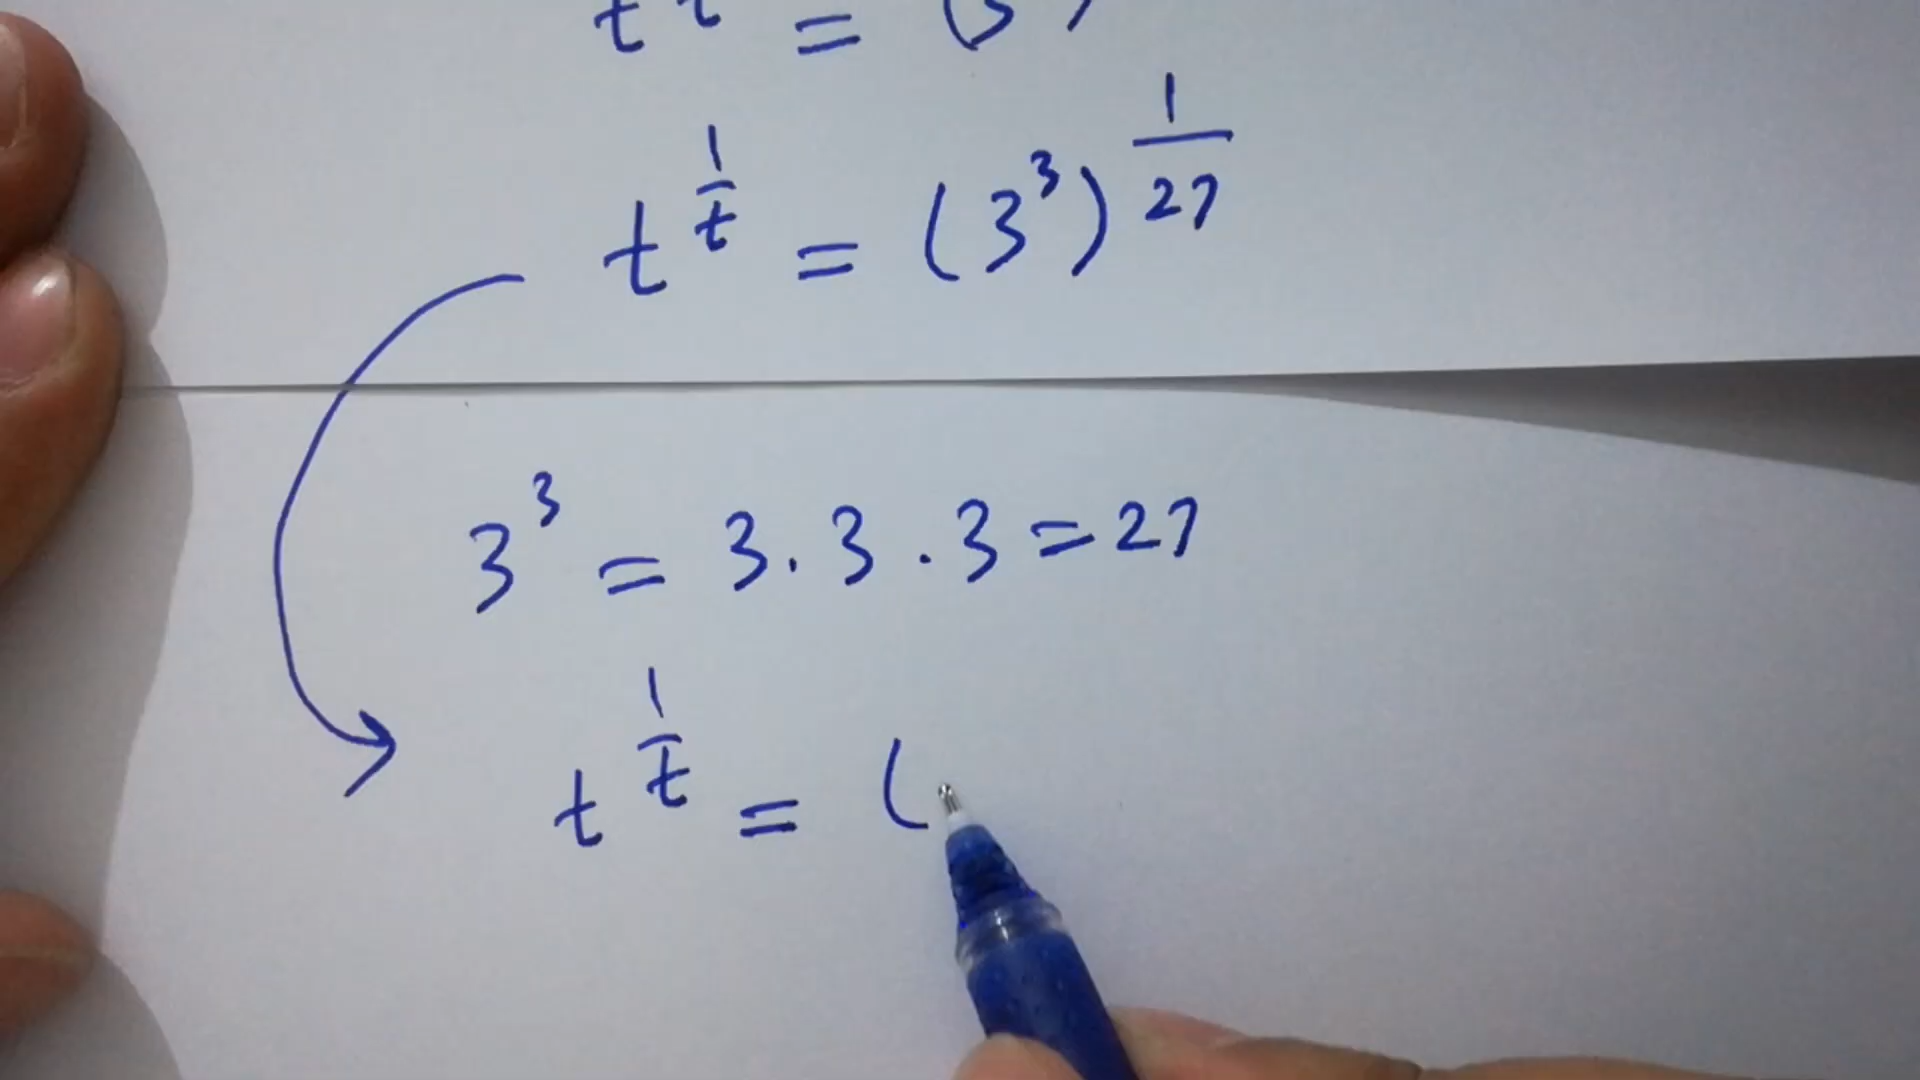 t^{1/t} = (3^3)^{1/27}
3^3 = 3.3.3=27
t^{1/t} = (